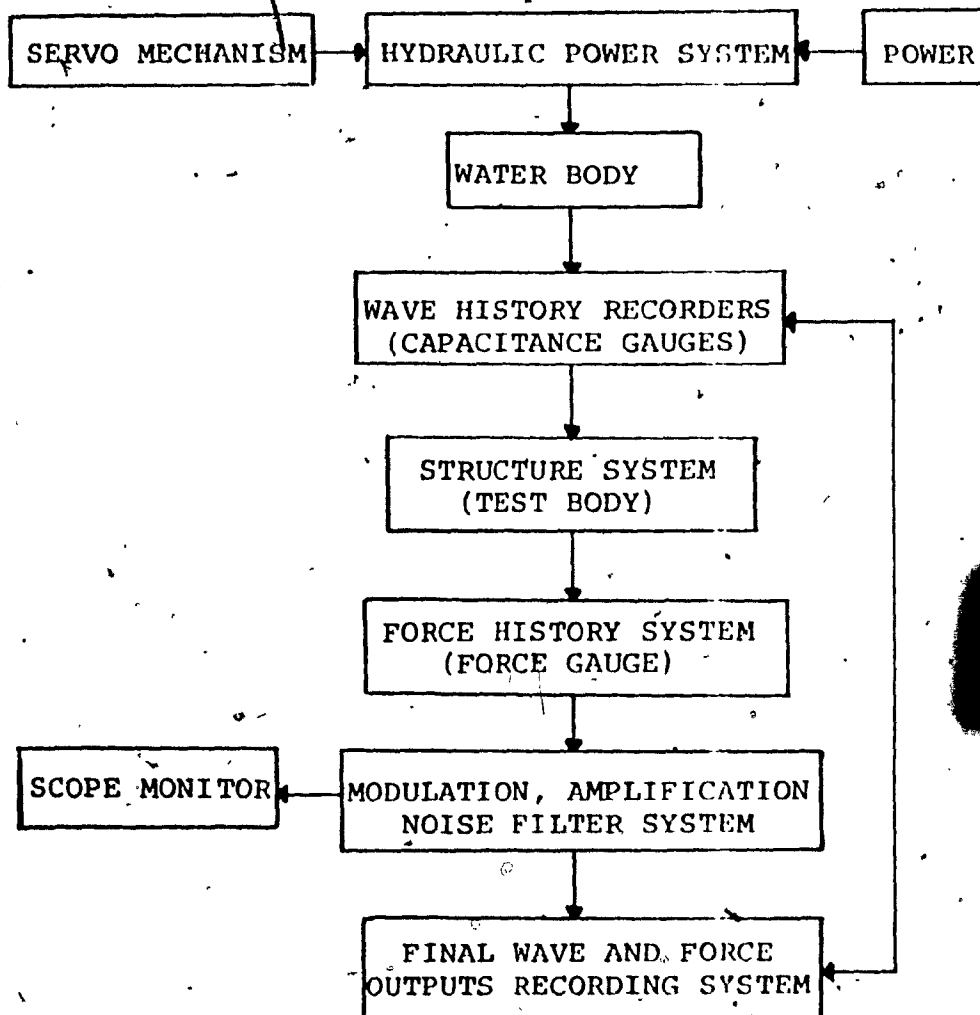 SERVO MECHANISM
HYDRAULIC POWER SYSTEM
POWER
WATER BODY
WAVE HISTORY RECORDERS
(CAPACITANCE GAUGES)
STRUCTURE SYSTEM
(TEST BODY)
FORCE HISTORY SYSTEM
(FORCE GAUGE)
SCOPE MONITOR
MODULATION, AMPLIFICATION
NOISE FILTER SYSTEM
FINAL WAVE AND FORCE
OUTPUTS RECORDING SYSTEM